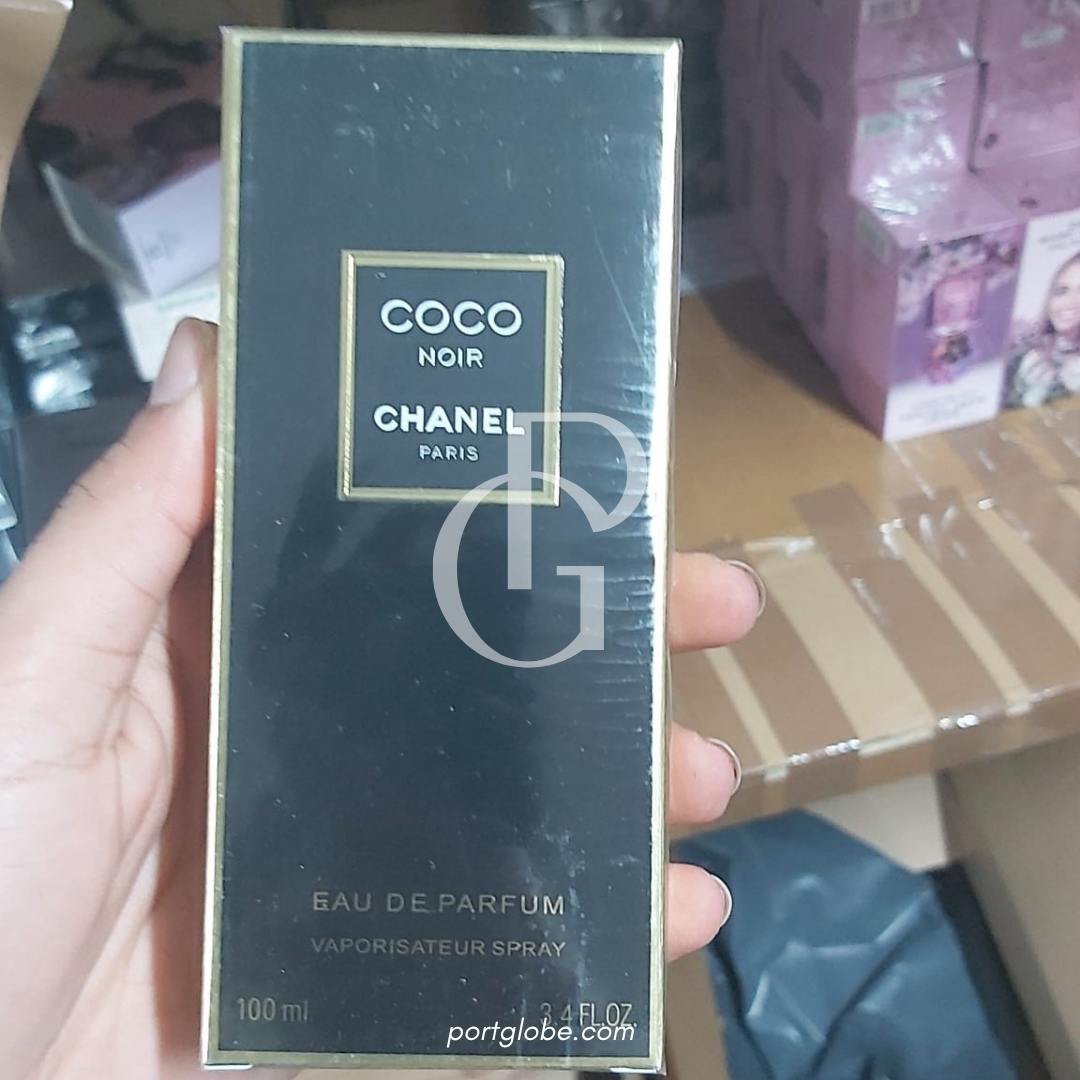 COCO
NOIR
CHANEL
PARIS
EAU DE PARFUM
VAPORISATEUR SPRAY
100 ml 3.4 FL.OZ.
portglobe.com